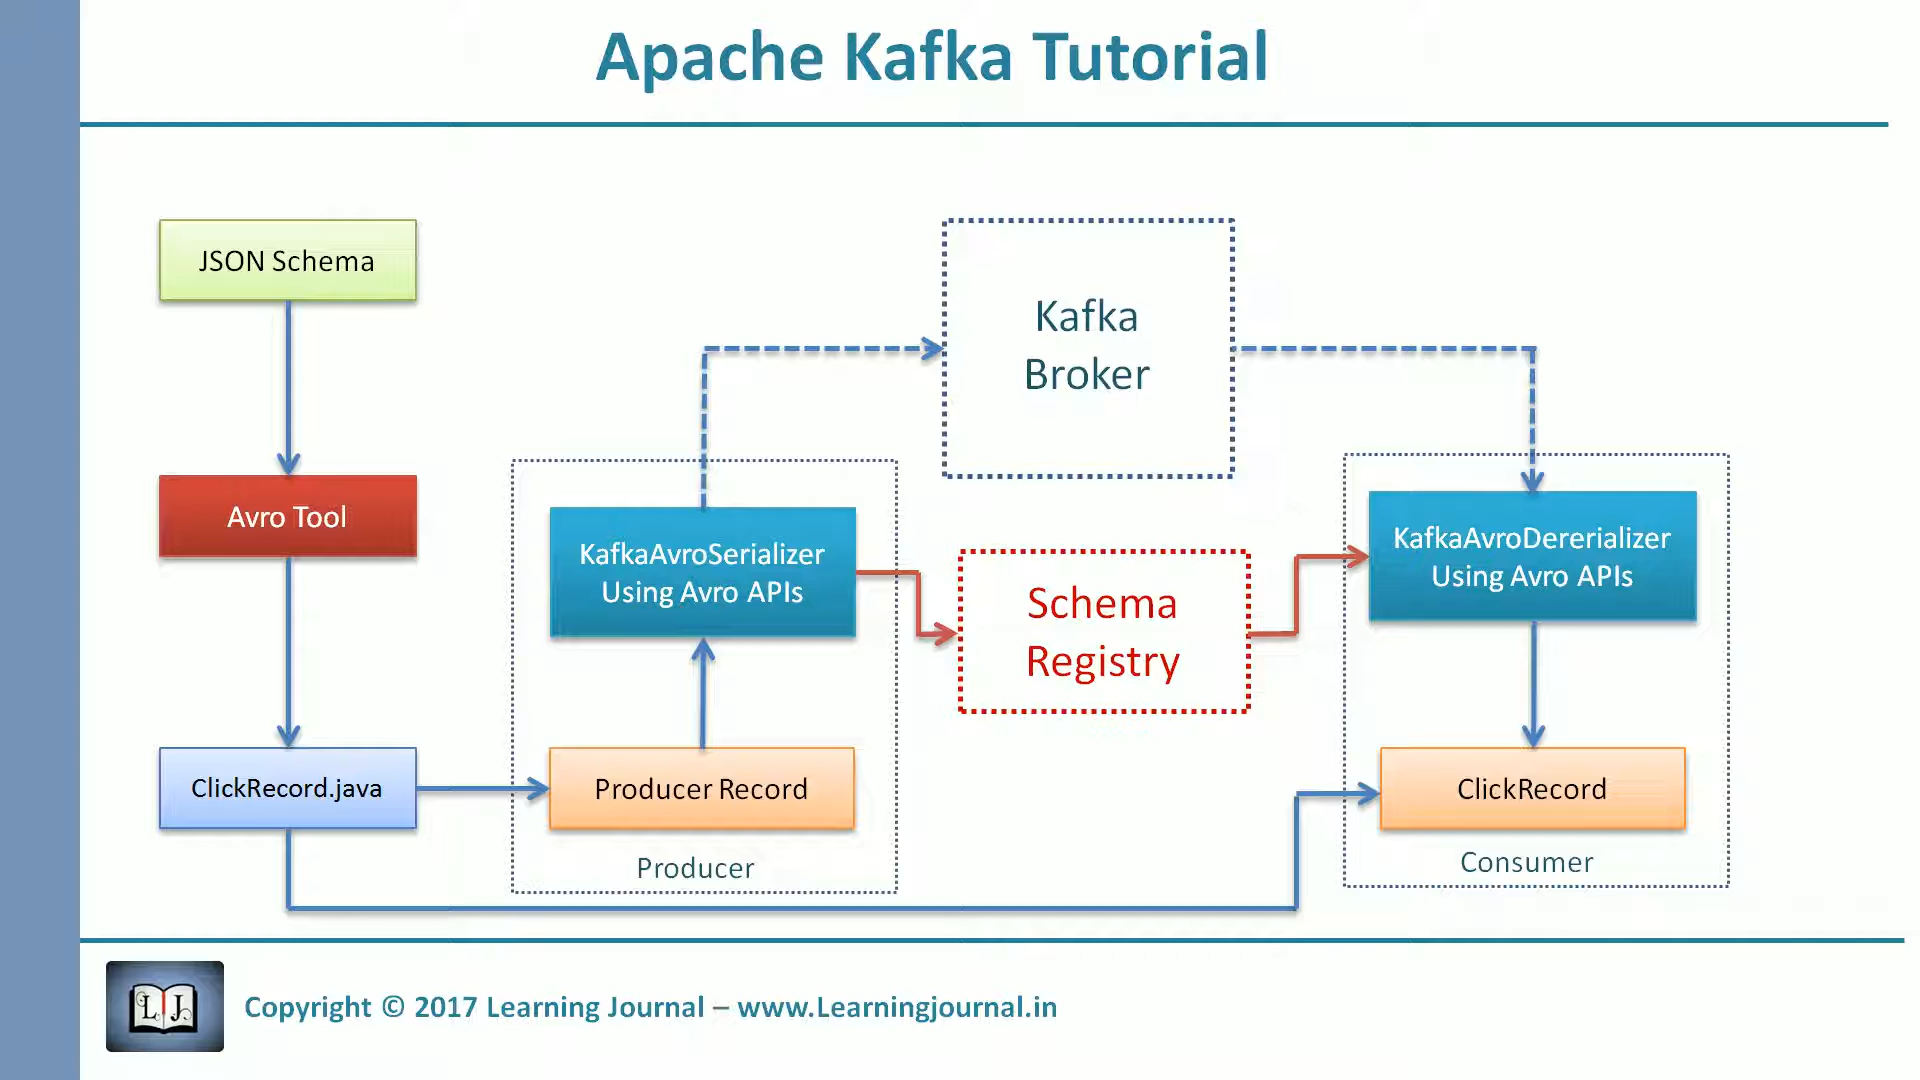 Apache Kafka Tutorial
JSON Schema
Avro Tool
ClickRecord.java
KafkaAvroSerializer
Using Avro APIs
Producer Record
Producer
Kafka
Broker
Schema
Registry
KafkaAvroDererializer
Using Avro APIs
ClickRecord
Consumer
LJ
Copyright © 2017 Learning Journal – www.Learningjournal.in